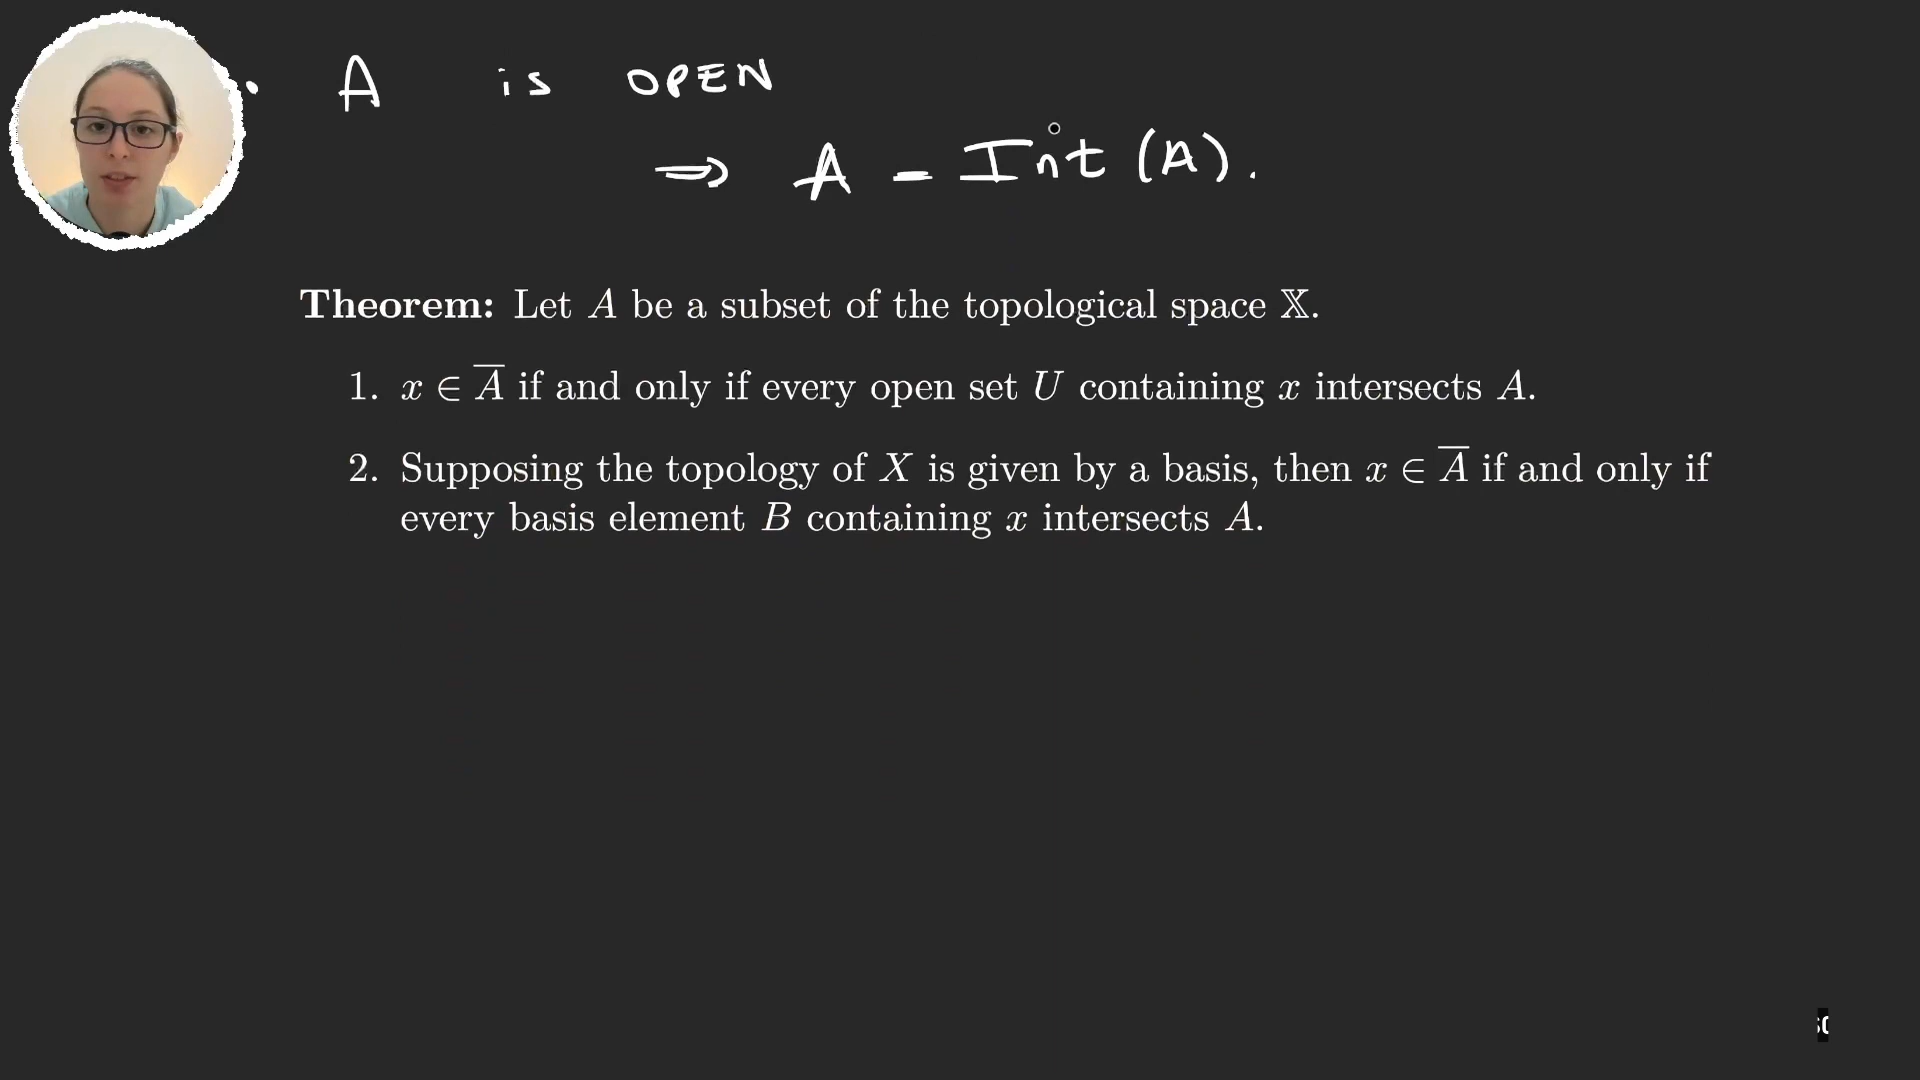 A is OPEN
⇒ A = Int (A).
Theorem: Let A be a subset of the topological space 𝕏.
1. x ∈ A̅ if and only if every open set U containing x intersects A.
2. Supposing the topology of X is given by a basis, then x ∈ A̅ if and only if
every basis element B containing x intersects A.